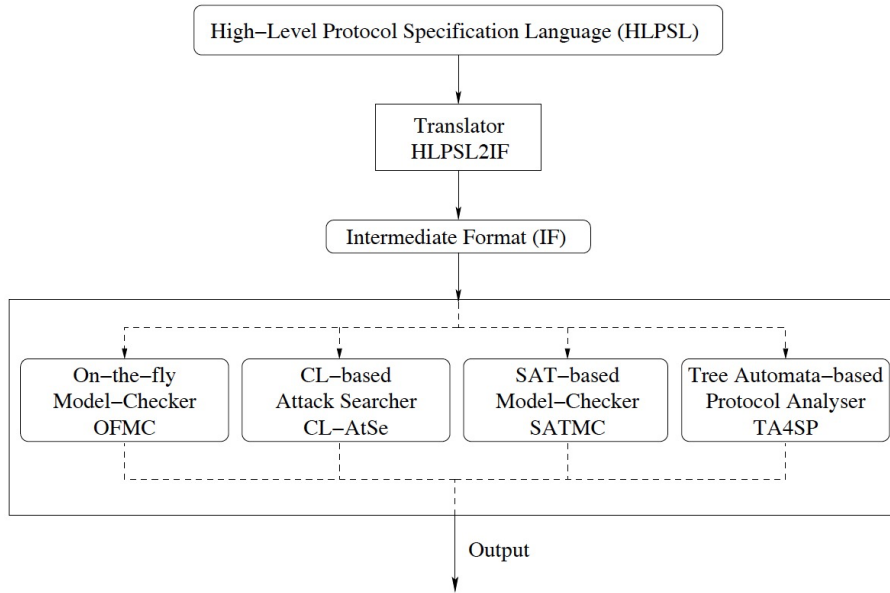 High−Level Protocol Specification Language (HLPSL)
Translator
HLPSL2IF
Intermediate Format (IF)
On−the−fly
Model−Checker
OFMC
CL−based
Attack Searcher
CL−AtSe
SAT−based
Model−Checker
SATMC
Tree Automata−based
Protocol Analyser
TA4SP
Output